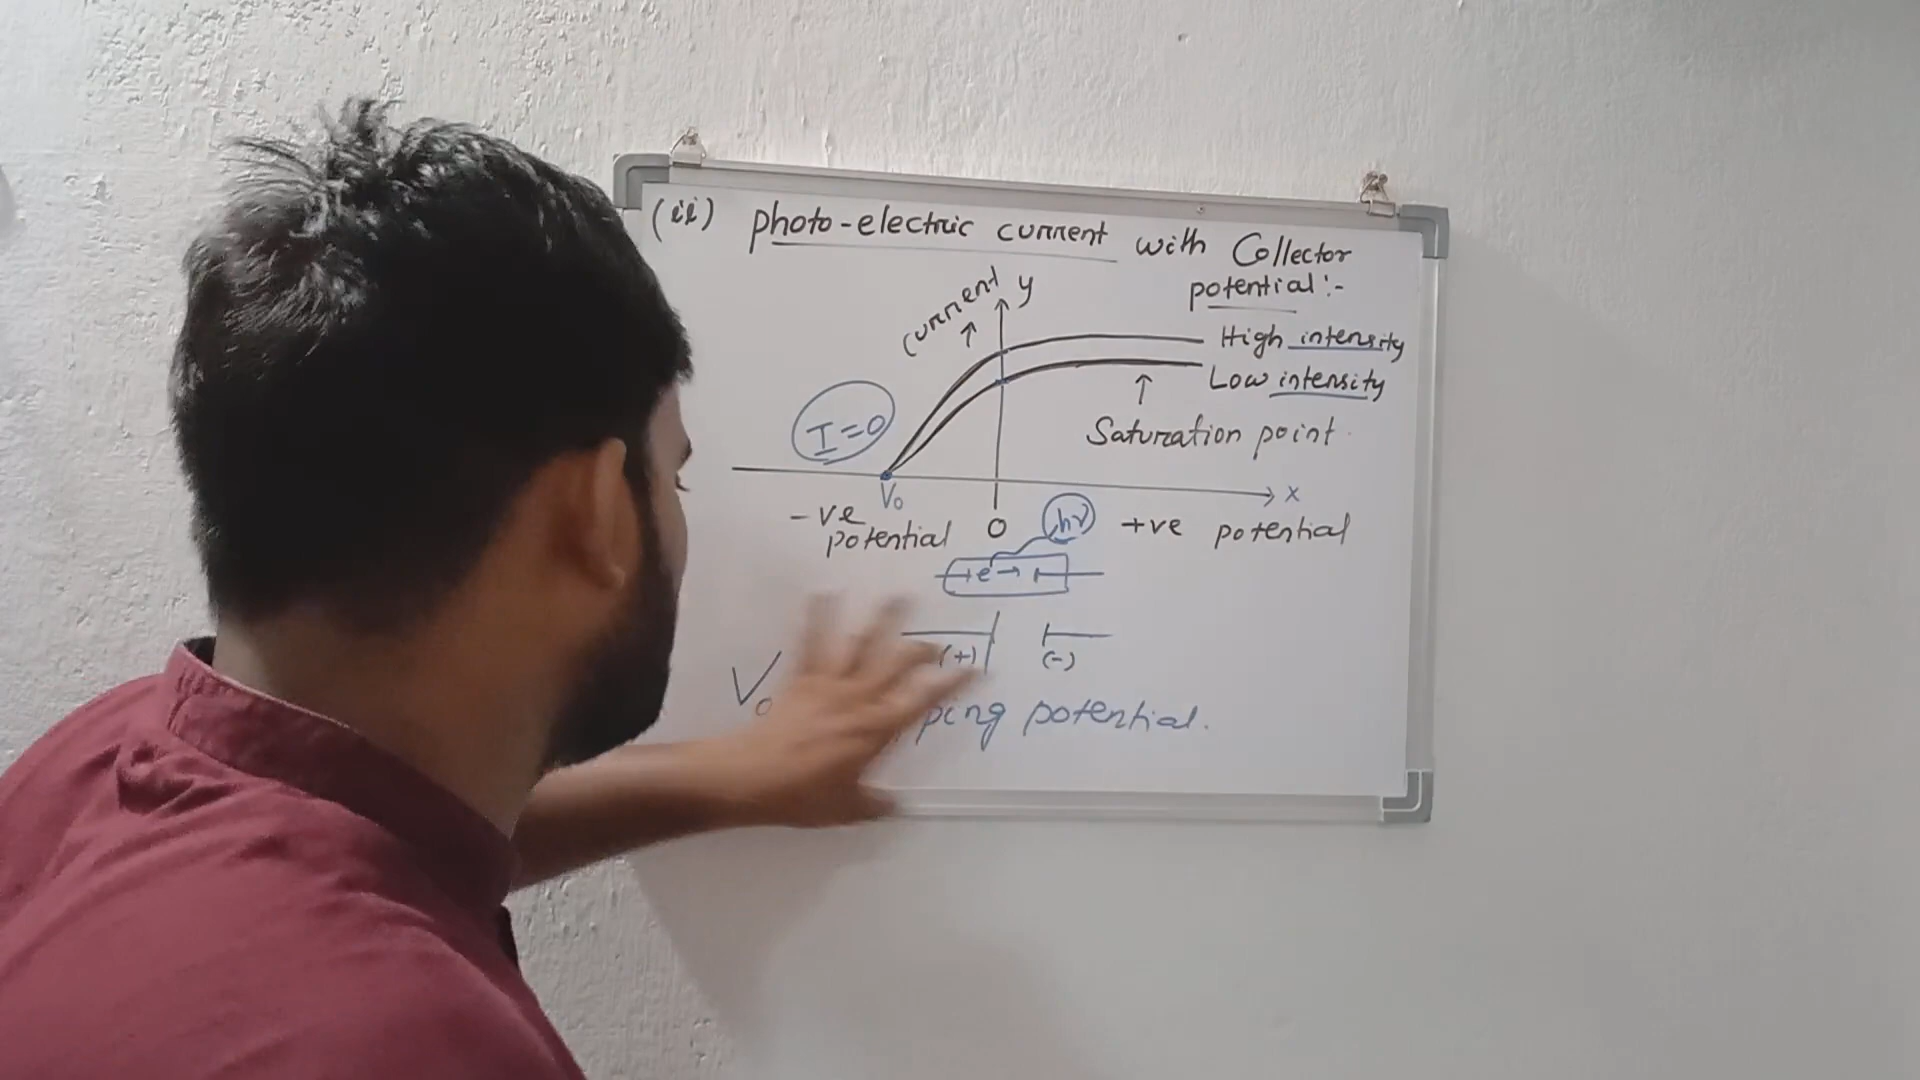 (ii) photo-electric current with Collector
potential:-
current y
High intensity
Low intensity
I=0
Saturation point
x
V₀
-ve
potential
0
hν
+ve potential
e→
(+) (-)
V₀ potential.